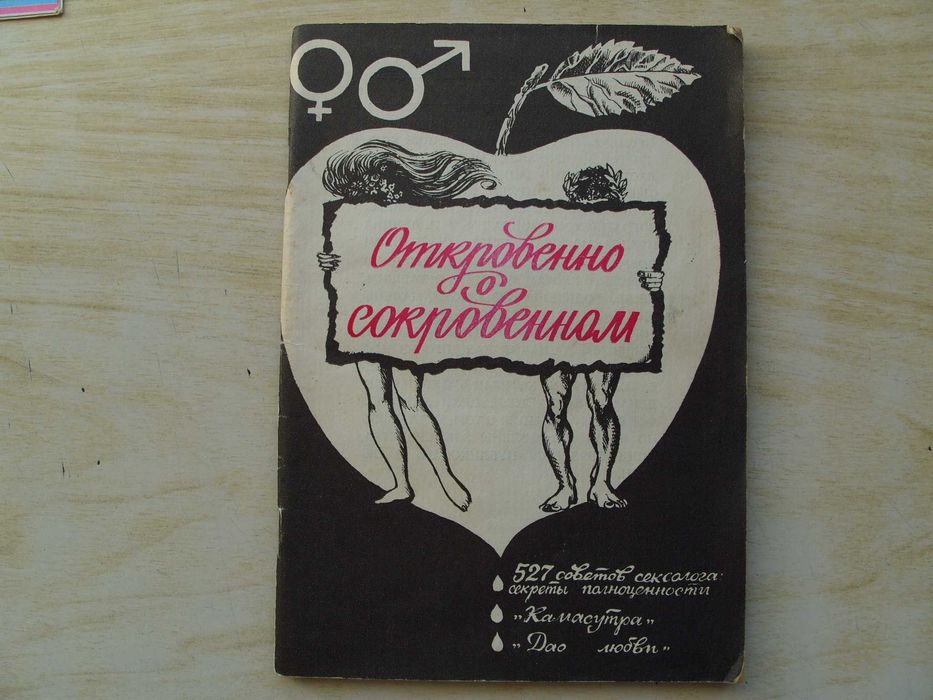 Откровенно
о
сокровенном
527 советов сексолога:
секреты полноценности
„Камасутра"
„Дао любви"